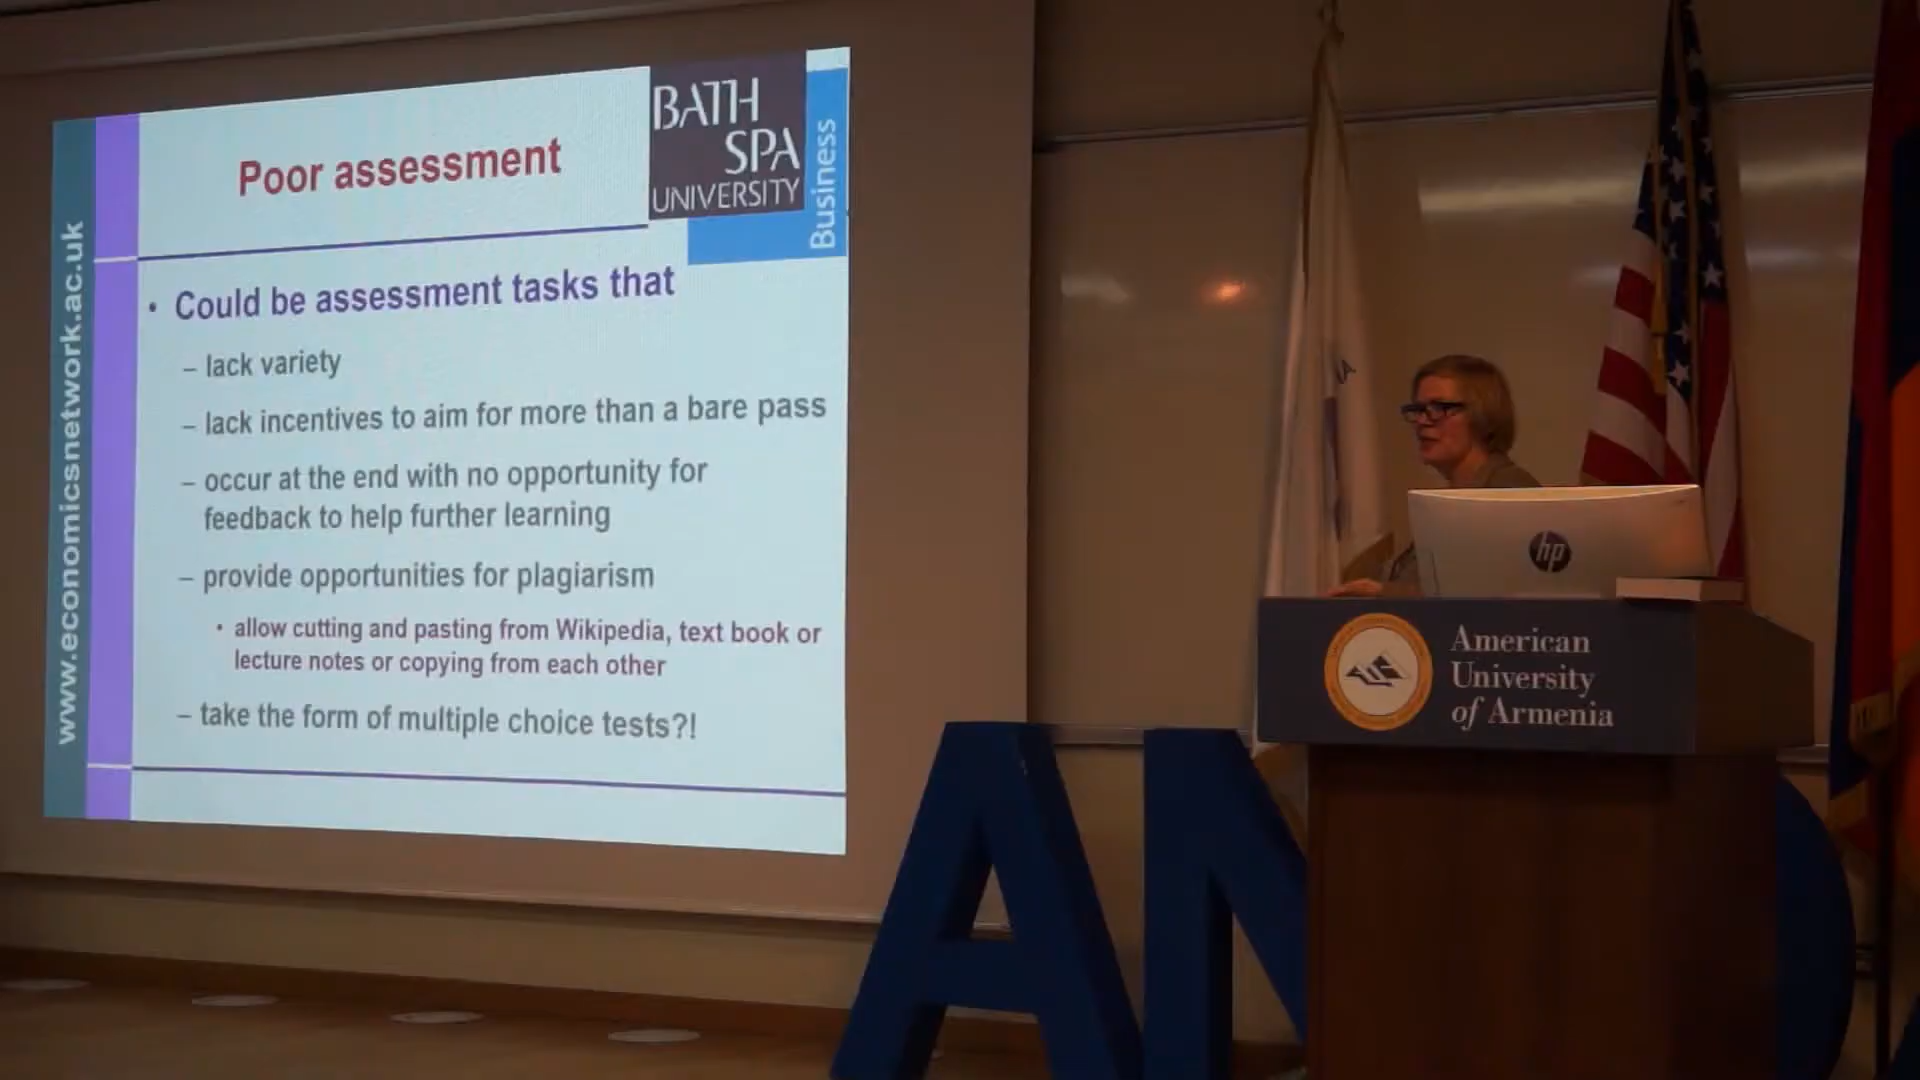 www.economicsnetwork.ac.uk
Poor assessment
BATH
SPA
UNIVERSITY
Business
• Could be assessment tasks that
– lack variety
– lack incentives to aim for more than a bare pass
– occur at the end with no opportunity for
feedback to help further learning
– provide opportunities for plagiarism
• allow cutting and pasting from Wikipedia, text book or
lecture notes or copying from each other
– take the form of multiple choice tests?!
hp
American
University
of Armenia